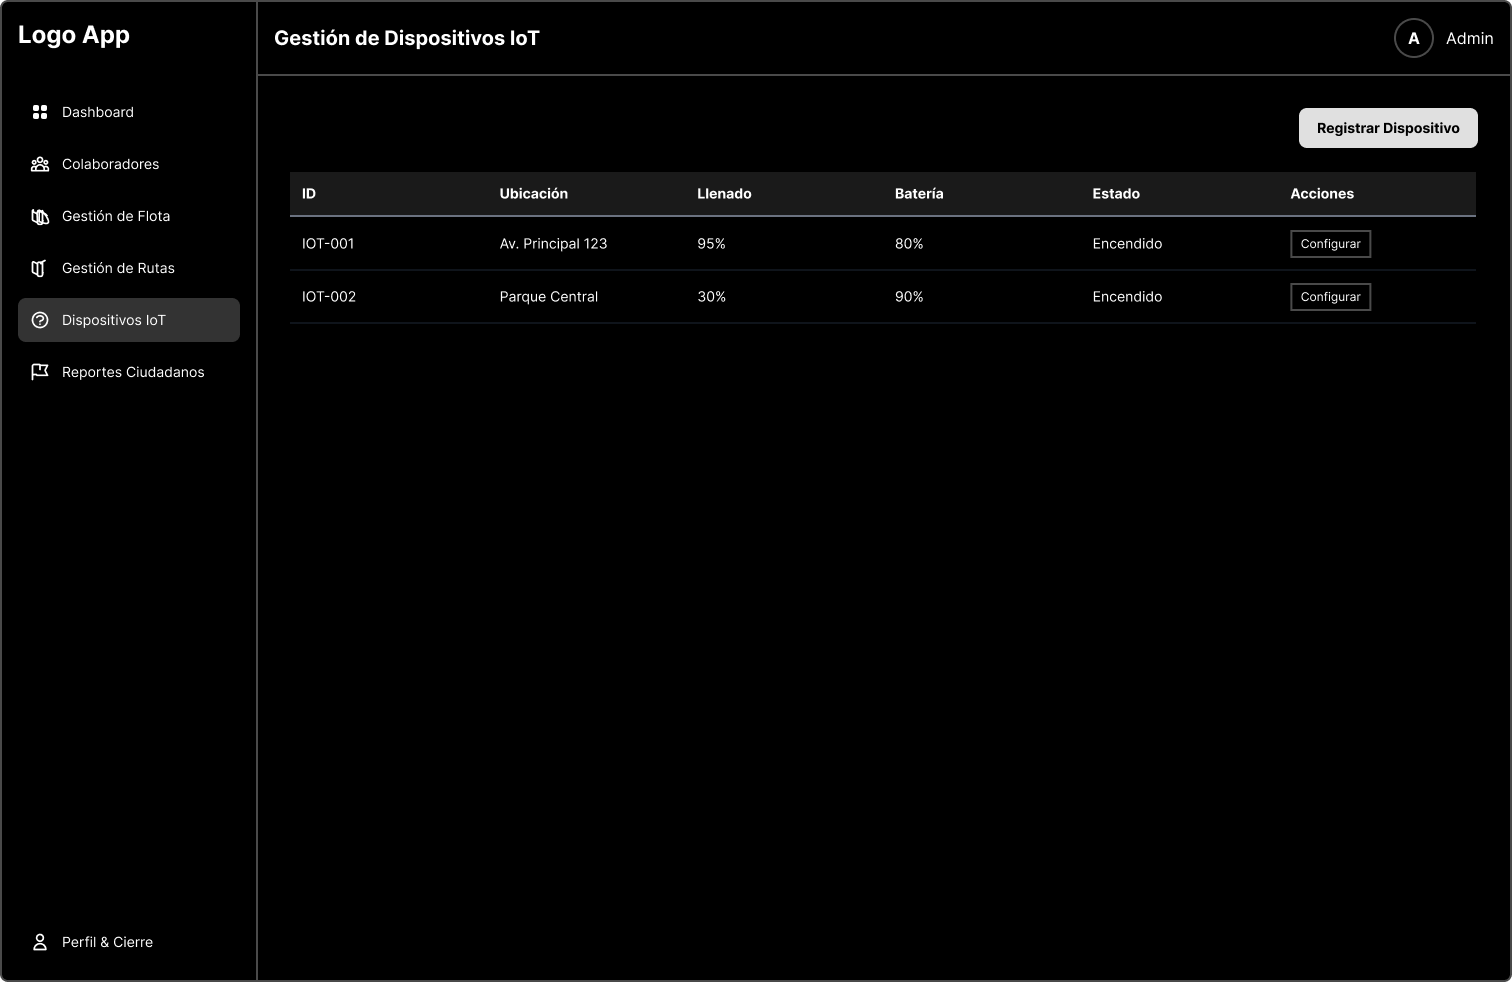 Logo App
Gestión de Dispositivos IoT
A Admin
Dashboard
Colaboradores
Gestión de Flota
Gestión de Rutas
Dispositivos IoT
Reportes Ciudadanos
Perfil & Cierre
Registrar Dispositivo
ID Ubicación Llenado Batería Estado Acciones
IOT-001 Av. Principal 123 95% 80% Encendido Configurar
IOT-002 Parque Central 30% 90% Encendido Configurar